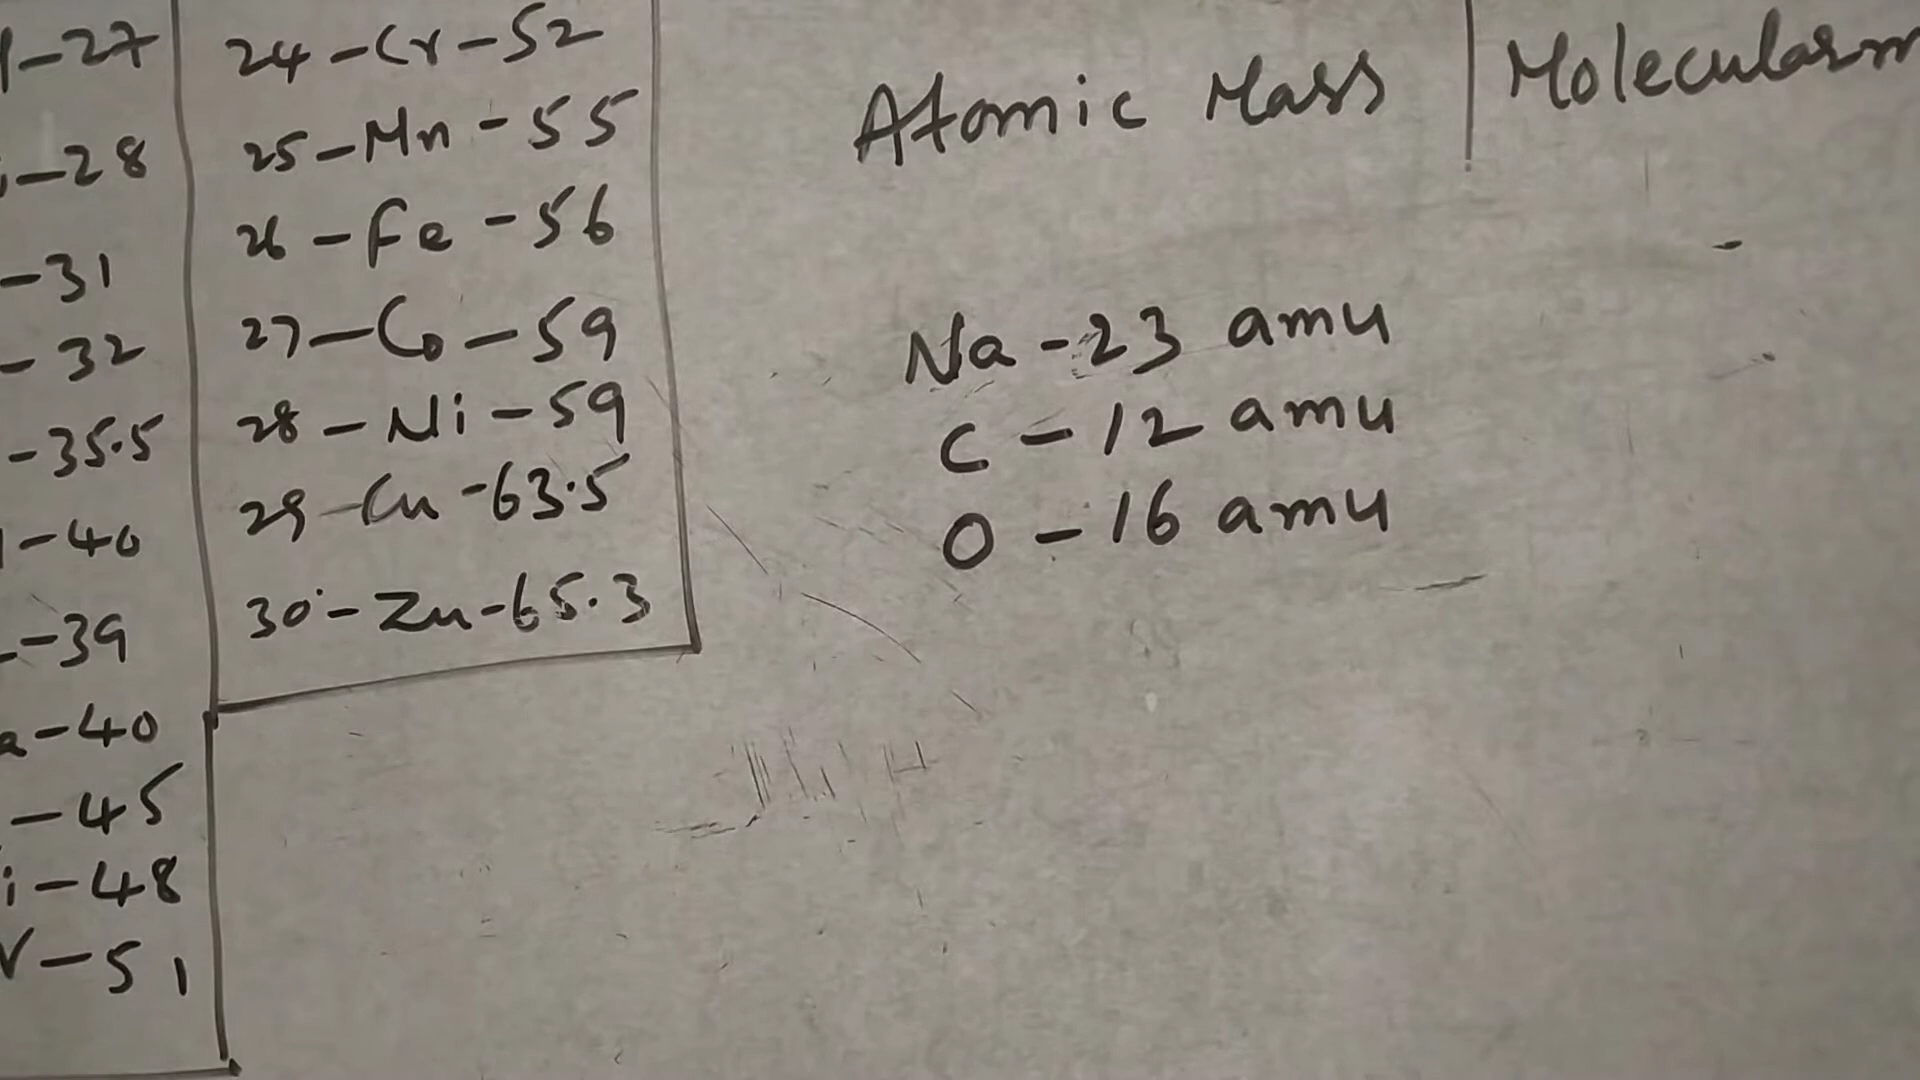 l-27
i-28
-31
-32
-35.5
-40
-39
a-40
-45
i-48
V-51
24-Cr-52
25-Mn-55
26-Fe-56
27-Co-59
28-Ni-59
29-Cu-63.5
30-Zn-65.3
Atomic Mass | Molecular m
Na-23 amu
C-12 amu
O-16 amu